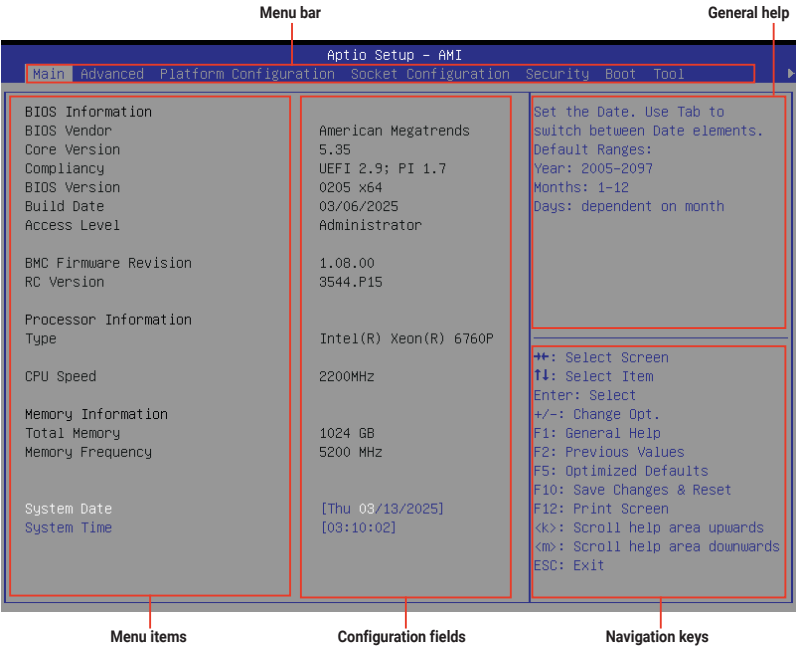 Menu bar General help
Aptio Setup – AMI
Main Advanced Platform Configuration Socket Configuration Security Boot Tool
BIOS Information
BIOS Vendor American Megatrends
Core Version 5.35
Compliancy UEFI 2.9; PI 1.7
BIOS Version 0205 x64
Build Date 03/06/2025
Access Level Administrator
BMC Firmware Revision 1.08.00
RC Version 3544.P15
Processor Information
Type Intel(R) Xeon(R) 6760P
CPU Speed 2200MHz
Memory Information
Total Memory 1024 GB
Memory Frequency 5200 MHz
System Date [Thu 03/13/2025]
System Time [03:10:02]
Set the Date. Use Tab to
switch between Date elements.
Default Ranges:
Year: 2005-2097
Months: 1-12
Days: dependent on month
→←: Select Screen
↑↓: Select Item
Enter: Select
+/-: Change Opt.
F1: General Help
F2: Previous Values
F5: Optimized Defaults
F10: Save Changes & Reset
F12: Print Screen
<k>: Scroll help area upwards
<m>: Scroll help area downwards
ESC: Exit
Menu items Configuration fields Navigation keys